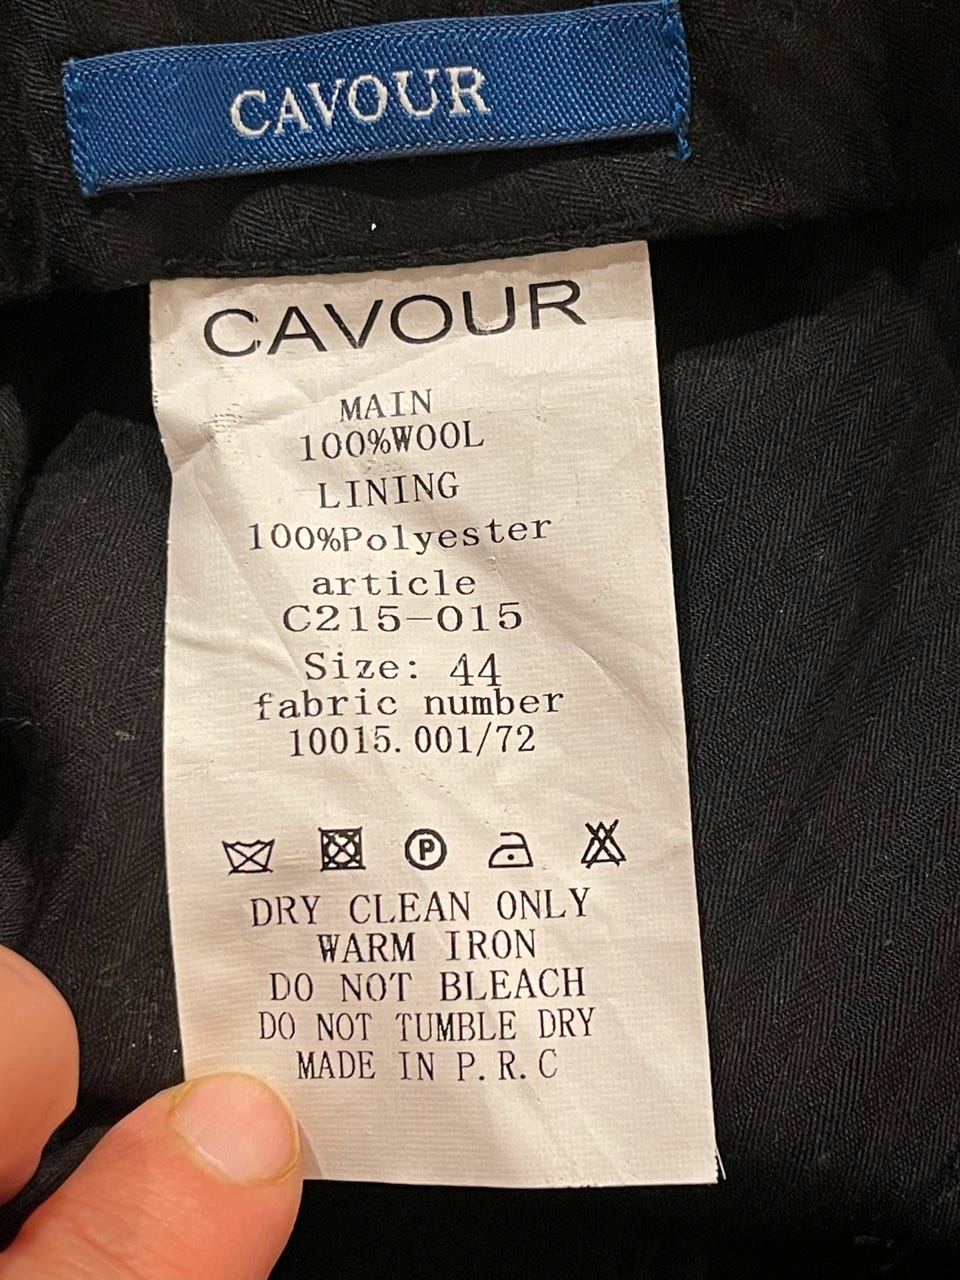 CAVOUR
CAVOUR
MAIN
100%WOOL
LINING
100%Polyester
article
C215-015
Size: 44
fabric number
10015.001/72
P
DRY CLEAN ONLY
WARM IRON
DO NOT BLEACH
DO NOT TUMBLE DRY
MADE IN P.R.C